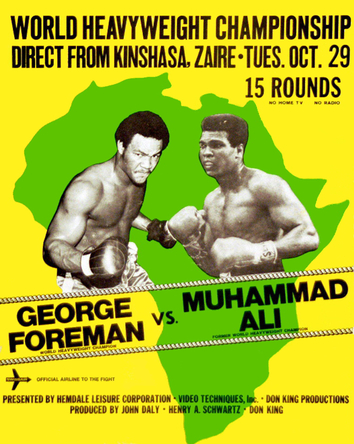 WORLD HEAVYWEIGHT CHAMPIONSHIP
DIRECT FROM KINSHASA, ZAIRE • TUES. OCT. 29
15 ROUNDS
NO HOME TV NO RADIO
GEORGE
FOREMAN
WORLD HEAVYWEIGHT CHAMPION
VS.
MUHAMMAD
ALI
FORMER WORLD HEAVYWEIGHT CHAMPION
OFFICIAL AIRLINE TO THE FIGHT
PRESENTED BY HEMDALE LEISURE CORPORATION • VIDEO TECHNIQUES, Inc. • DON KING PRODUCTIONS
PRODUCED BY JOHN DALY • HENRY A. SCHWARTZ • DON KING